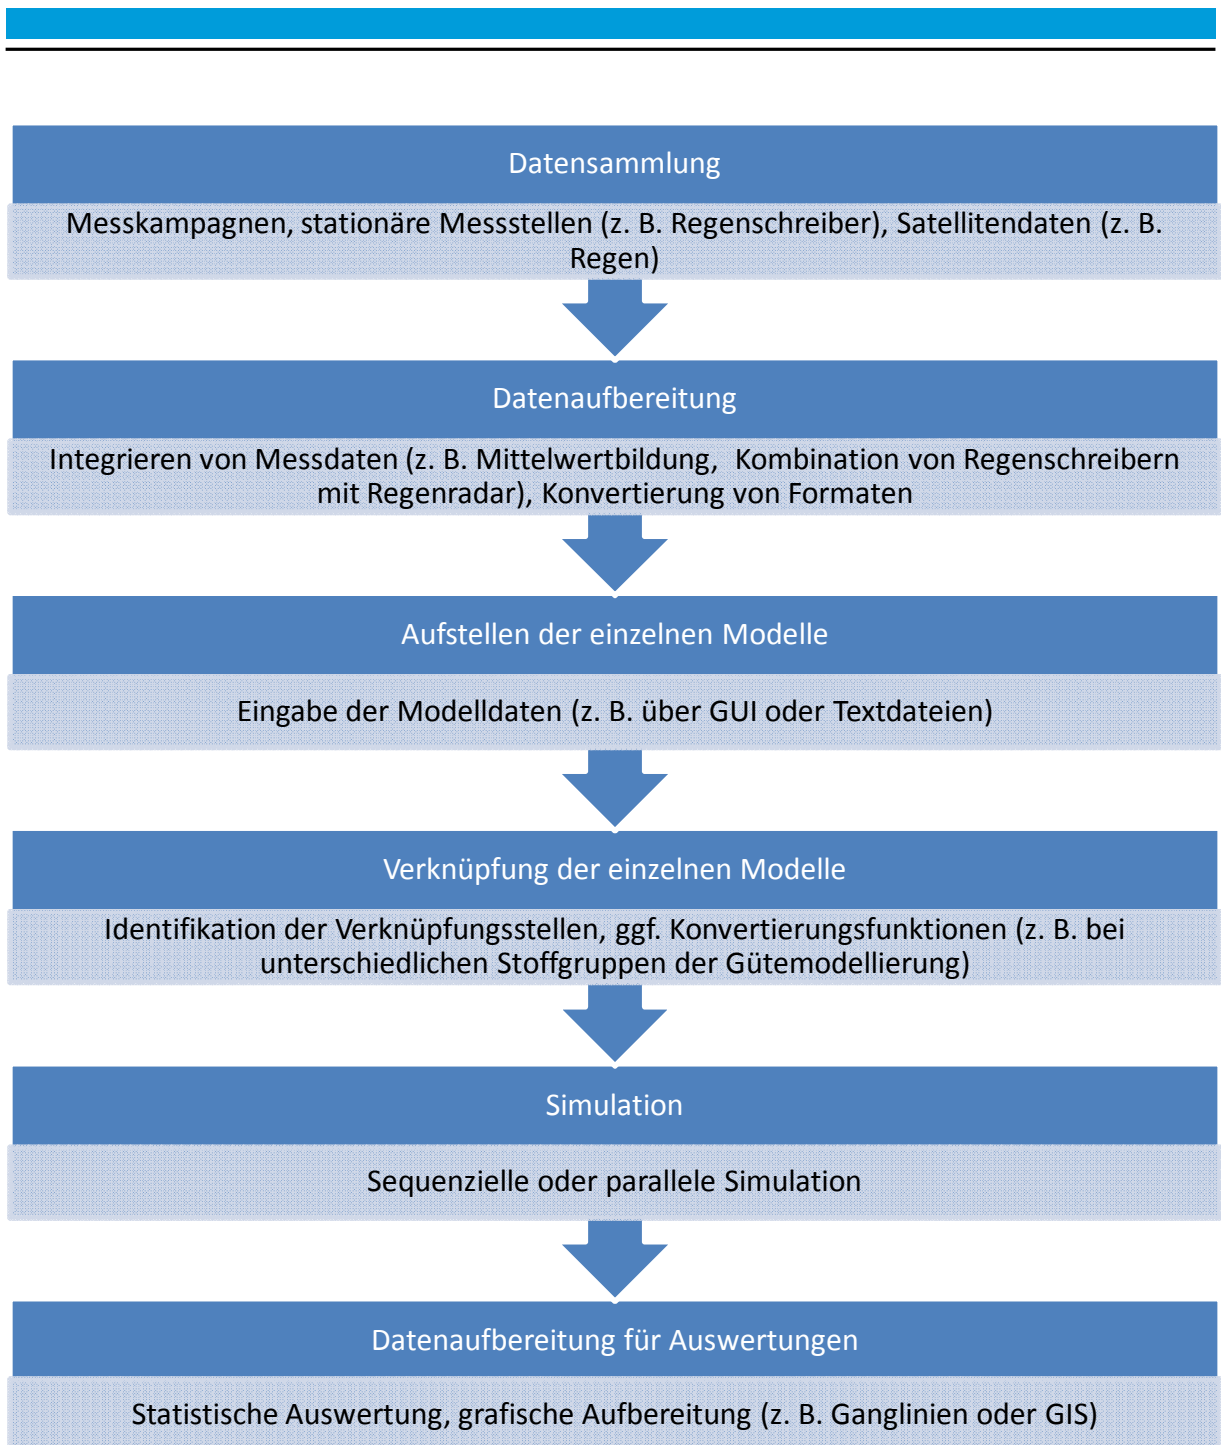 Datensammlung
Messkampagnen, stationäre Messstellen (z. B. Regenschreiber), Satellitendaten (z. B.
Regen)
Datenaufbereitung
Integrieren von Messdaten (z. B. Mittelwertbildung,  Kombination von Regenschreibern
mit Regenradar), Konvertierung von Formaten
Aufstellen der einzelnen Modelle
Eingabe der Modelldaten (z. B. über GUI oder Textdateien)
Verknüpfung der einzelnen Modelle
Identifikation der Verknüpfungsstellen, ggf. Konvertierungsfunktionen (z. B. bei
unterschiedlichen Stoffgruppen der Gütemodellierung)
Simulation
Sequenzielle oder parallele Simulation
Datenaufbereitung für Auswertungen
Statistische Auswertung, grafische Aufbereitung (z. B. Ganglinien oder GIS)